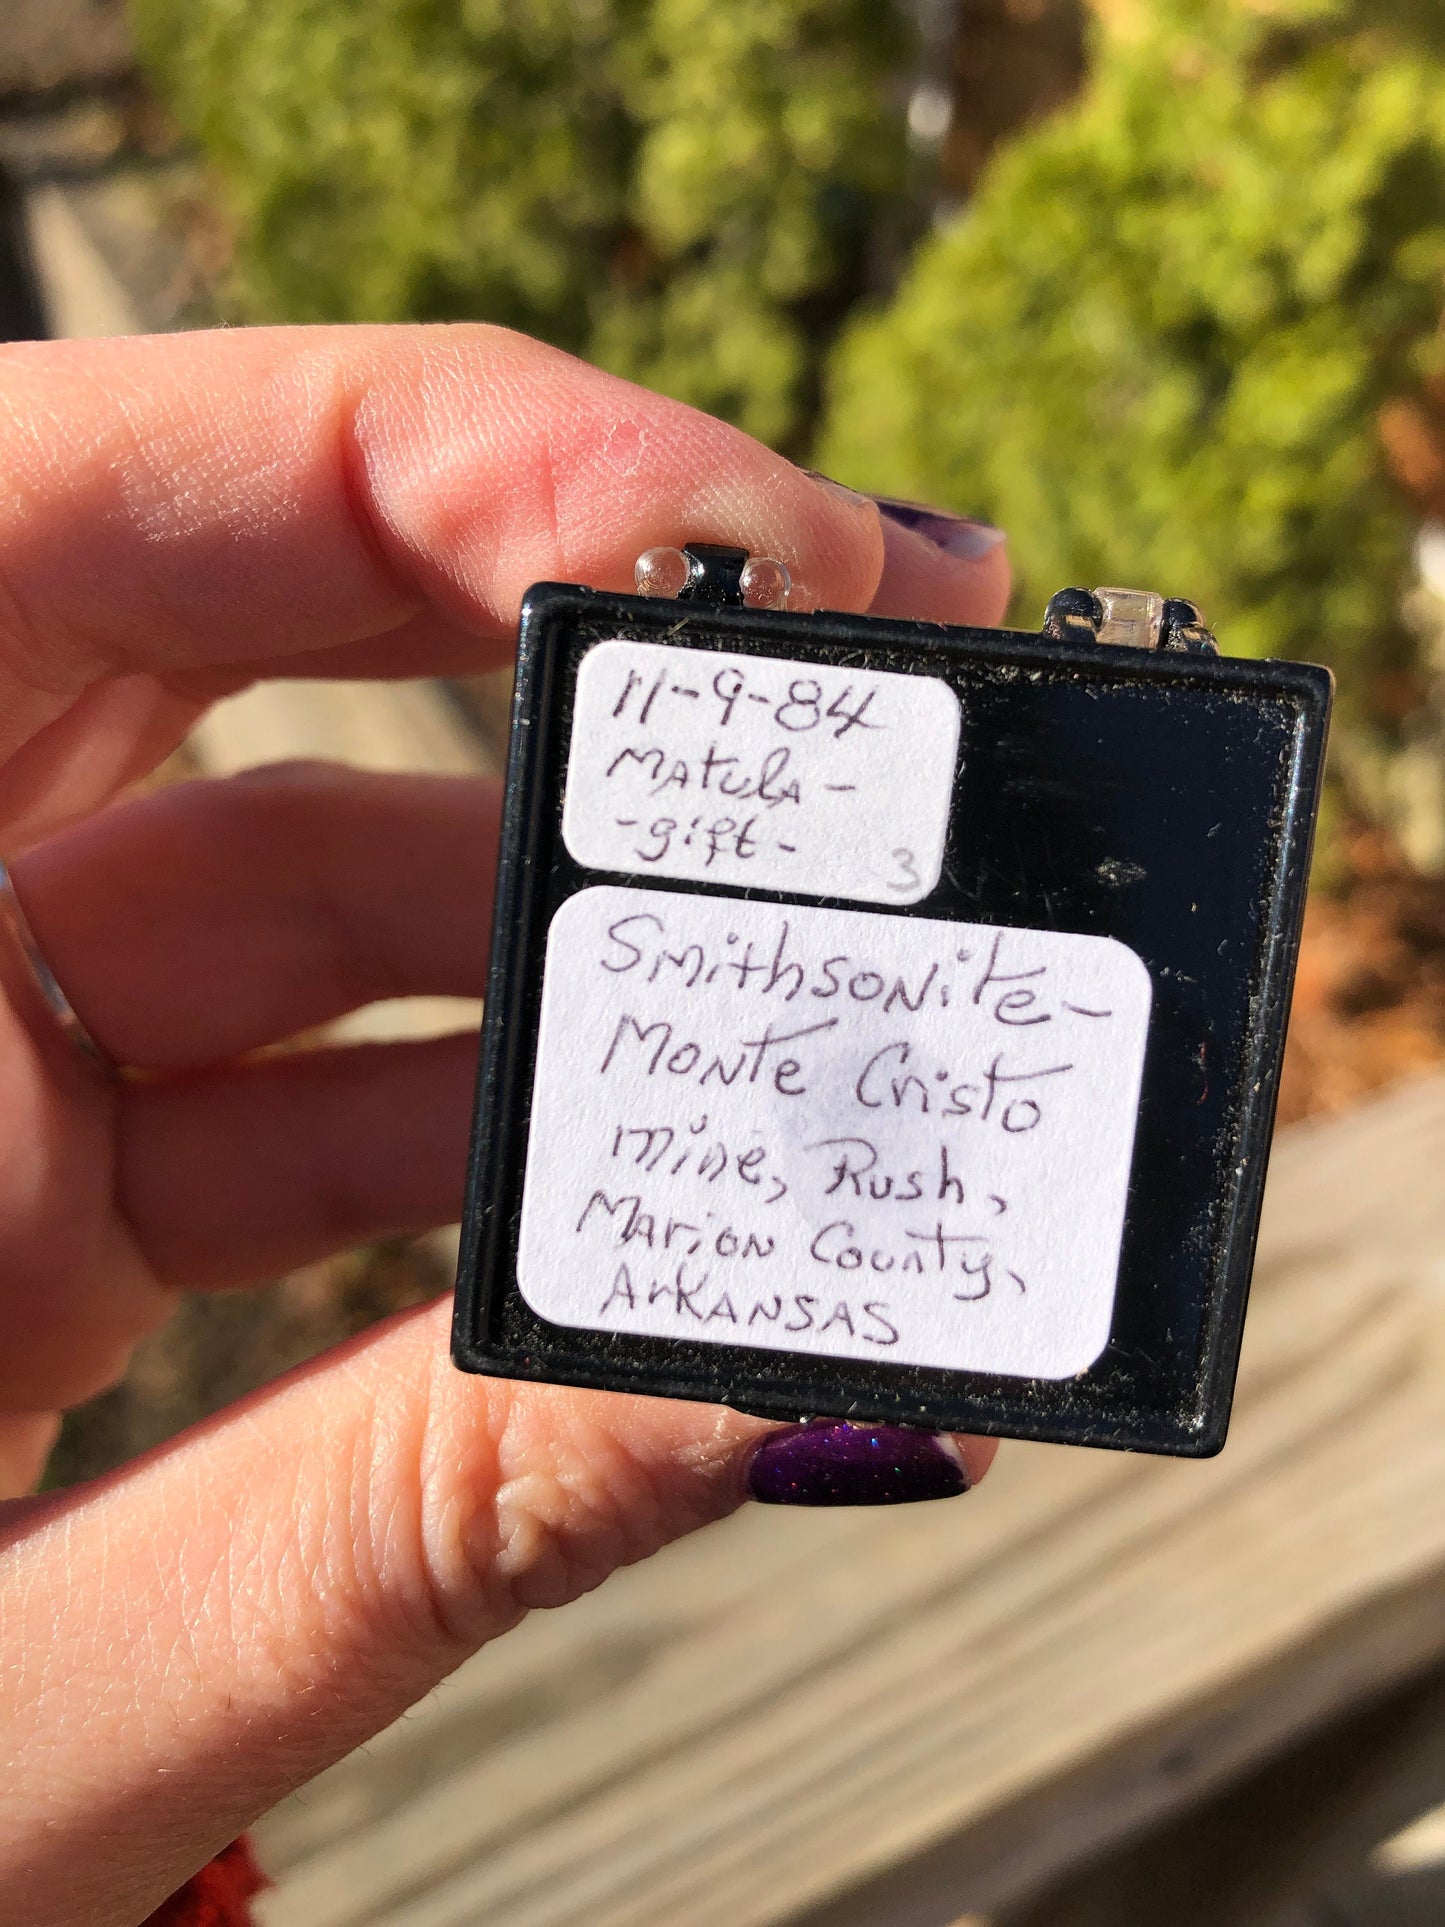 11-9-84
Matula -
- gift -
3
Smithsonite -
Monte Cristo
mine, Rush,
Marion County,
Arkansas